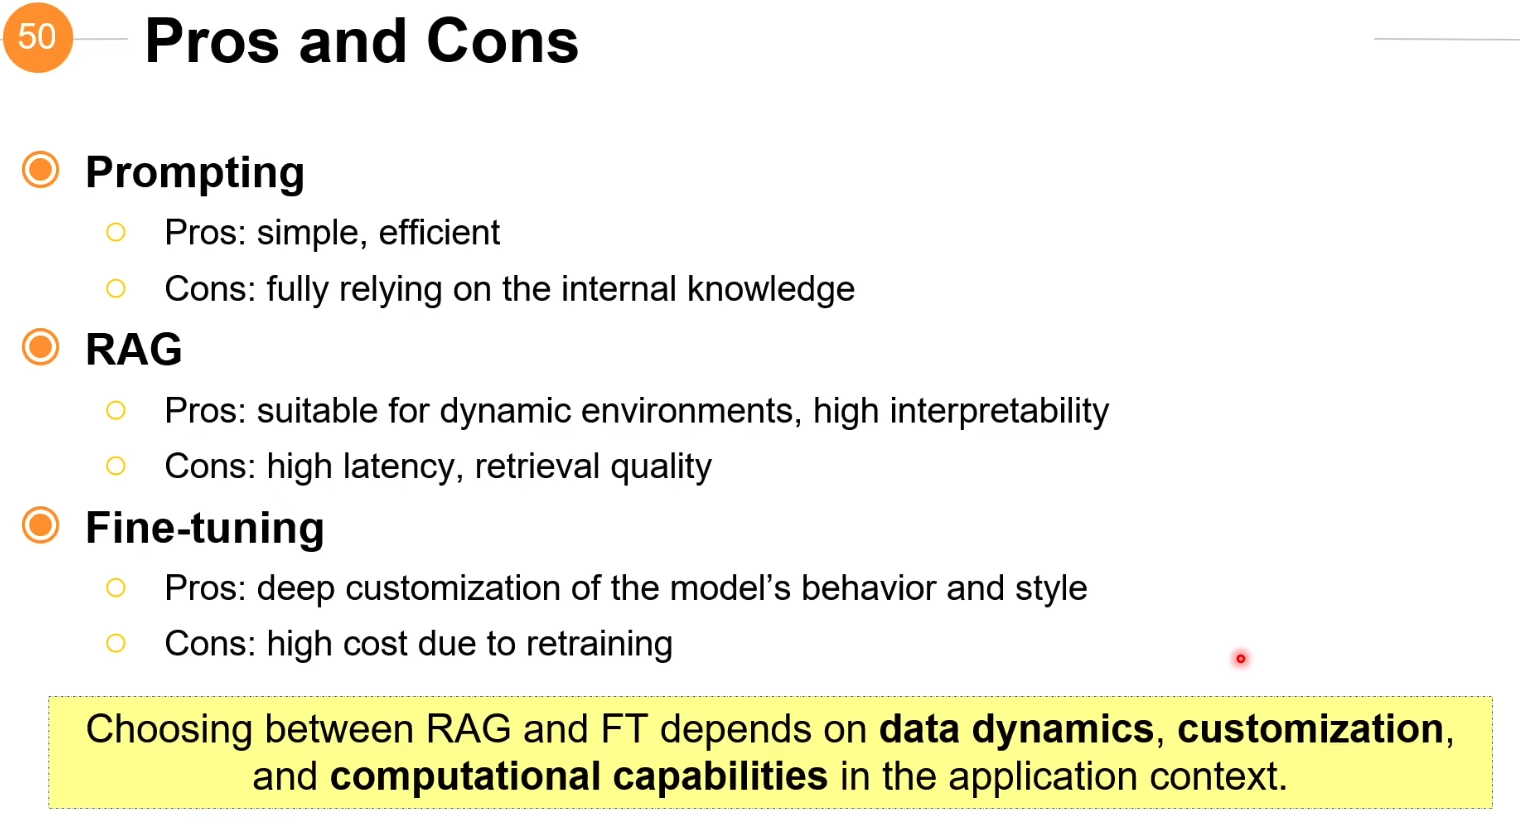 50
Pros and Cons
Prompting
Pros: simple, efficient
Cons: fully relying on the internal knowledge
RAG
Pros: suitable for dynamic environments, high interpretability
Cons: high latency, retrieval quality
Fine-tuning
Pros: deep customization of the model’s behavior and style
Cons: high cost due to retraining
Choosing between RAG and FT depends on data dynamics, customization,
and computational capabilities in the application context.